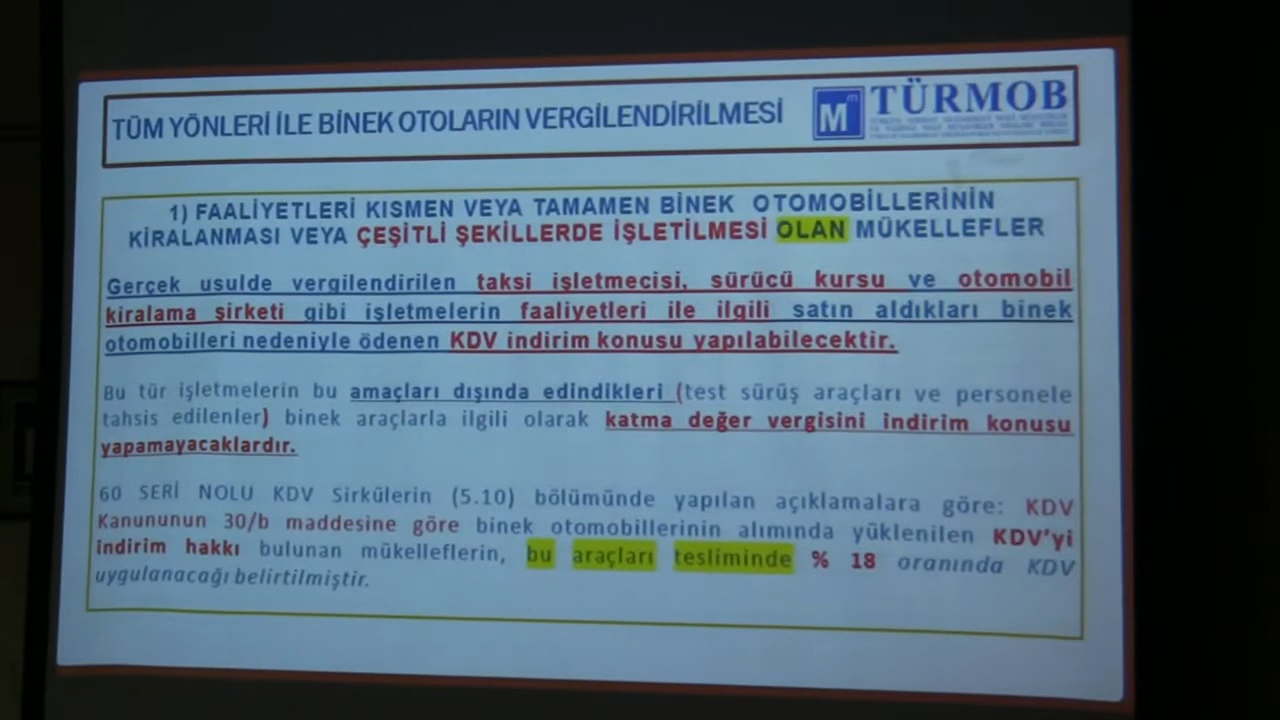 TÜM YÖNLERİ İLE BİNEK OTOLARIN VERGİLENDİRİLMESİ
M m TÜRMOB
1) FAALİYETLERİ KISMEN VEYA TAMAMEN BİNEK OTOMOBİLLERİNİN
KİRALANMASI VEYA ÇEŞİTLİ ŞEKİLLERDE İŞLETİLMESİ OLAN MÜKELLEFLER
Gerçek usulde vergilendirilen taksi işletmecisi, sürücü kursu ve otomobil
kiralama şirketi gibi işletmelerin faaliyetleri ile ilgili satın aldıkları binek
otomobilleri nedeniyle ödenen KDV indirim konusu yapılabilecektir.
Bu tür işletmelerin bu amaçları dışında edindikleri (test sürüş araçları ve personele
tahsis edilenler) binek araçlarla ilgili olarak katma değer vergisini indirim konusu
yapamayacaklardır.
60 SERİ NOLU KDV Sirkülerin (5.10) bölümünde yapılan açıklamalara göre: KDV
Kanununun 30/b maddesine göre binek otomobillerinin alımında yüklenilen KDV'yi
indirim hakkı bulunan mükelleflerin, bu araçları tesliminde % 18 oranında KDV
uygulanacağı belirtilmiştir.